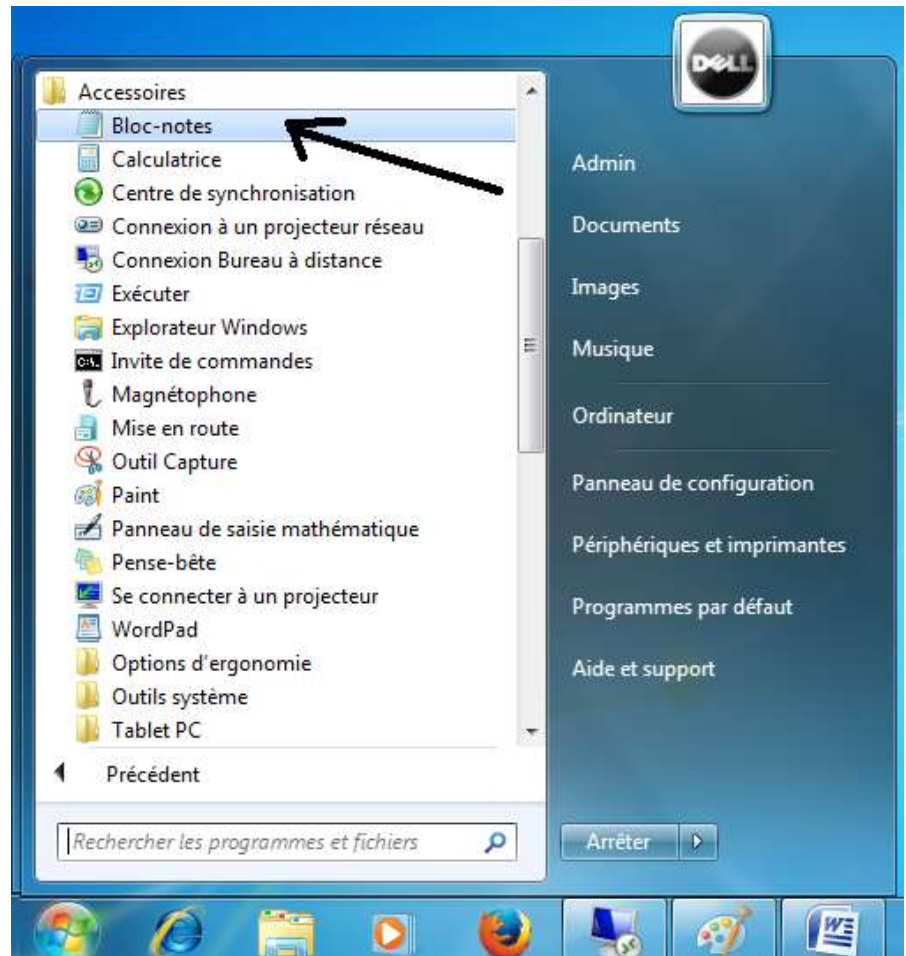 DELL
Accessoires
Bloc-notes
Calculatrice
Centre de synchronisation
Connexion à un projecteur réseau
Connexion Bureau à distance
Exécuter
Explorateur Windows
Invite de commandes
Magnétophone
Mise en route
Outil Capture
Paint
Panneau de saisie mathématique
Pense-bête
Se connecter à un projecteur
WordPad
Options d'ergonomie
Outils système
Tablet PC
Précédent
Rechercher les programmes et fichiers
Admin
Documents
Images
Musique
Ordinateur
Panneau de configuration
Périphériques et imprimantes
Programmes par défaut
Aide et support
Arrêter